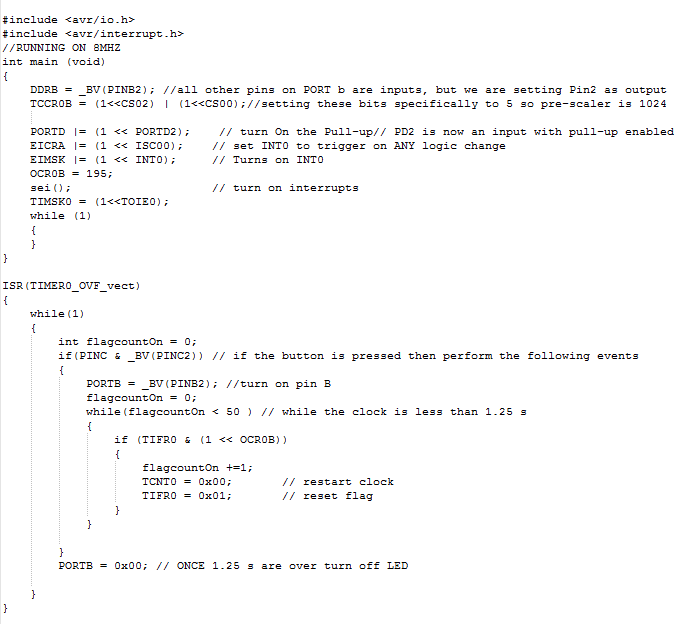 #include <avr/io.h>
#include <avr/interrupt.h>
//RUNNING ON 8MHZ
int main (void)
{
    DDRB = _BV(PINB2); //all other pins on PORT b are inputs, but we are setting Pin2 as output
    TCCR0B = (1<<CS02) | (1<<CS00);//setting these bits specifically to 5 so pre-scaler is 1024

    PORTD |= (1 << PORTD2);    // turn On the Pull-up// PD2 is now an input with pull-up enabled
    EICRA |= (1 << ISC00);    // set INT0 to trigger on ANY logic change
    EIMSK |= (1 << INT0);     // Turns on INT0
    OCR0B = 195;
    sei();                    // turn on interrupts
    TIMSK0 = (1<<TOIE0);
    while (1)
    {
    }
}

ISR(TIMER0_OVF_vect)
{
    while(1)
    {
        int flagcountOn = 0;
        if(PINC & _BV(PINC2)) // if the button is pressed then perform the following events
        {
            PORTB = _BV(PINB2); //turn on pin B
            flagcountOn = 0;
            while(flagcountOn < 50 ) // while the clock is less than 1.25 s
            {
                if (TIFR0 & (1 << OCR0B))
                {
                    flagcountOn +=1;
                    TCNT0 = 0x00;       // restart clock
                    TIFR0 = 0x01;       // reset flag
                }
            }

        }
        PORTB = 0x00; // ONCE 1.25 s are over turn off LED

    }
}